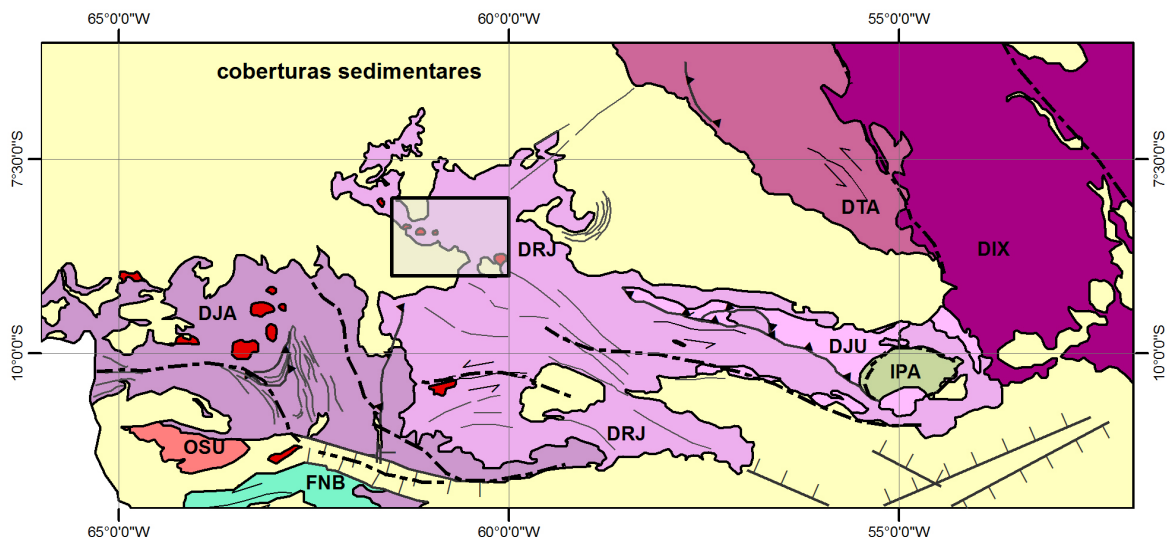 65°0'0"W 60°0'0"W 55°0'0"W
coberturas sedimentares
7°30'0"S 7°30'0"S
DTA
DRJ DIX
DJA
DJU
10°0'0"S 10°0'0"S
IPA
DRJ
OSU
FNB
65°0'0"W 60°0'0"W 55°0'0"W